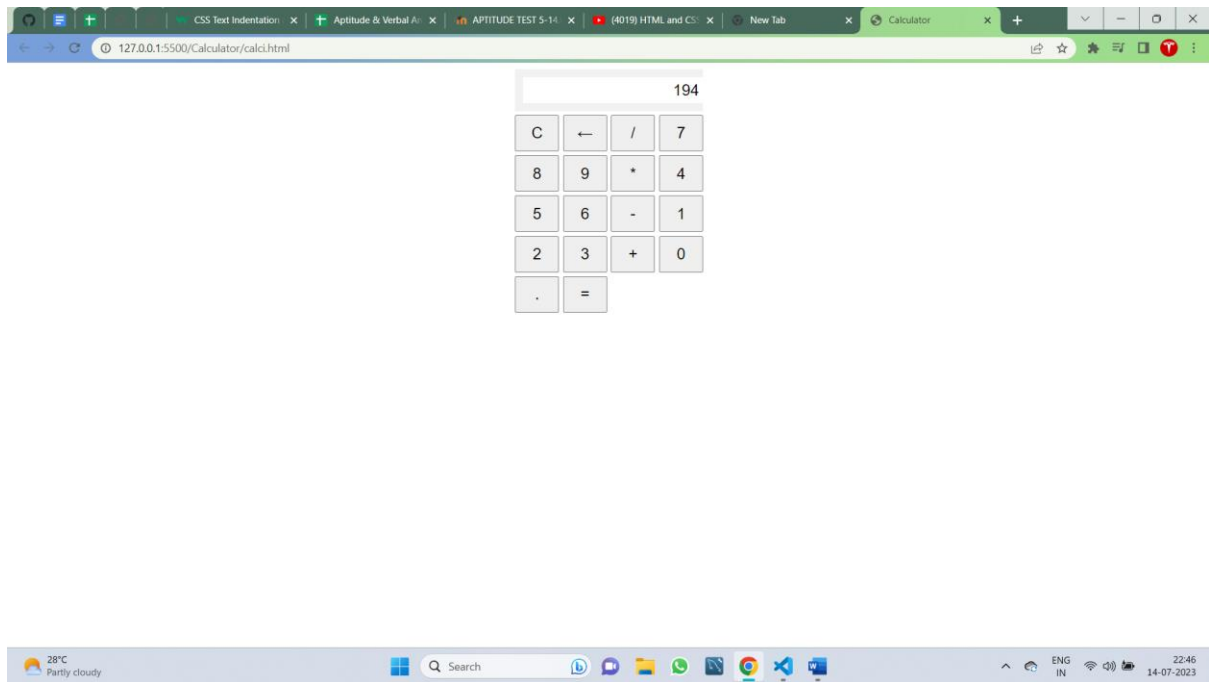 CSS Text Indentation
Aptitude & Verbal An
APTITUDE TEST 5-14
(4019) HTML and CS
New Tab
Calculator
127.0.0.1:5500/Calculator/calci.html
194
C ← / 7
8 9 * 4
5 6 - 1
2 3 + 0
. =
28°C
Partly cloudy
Search
ENG
IN
22:46
14-07-2023